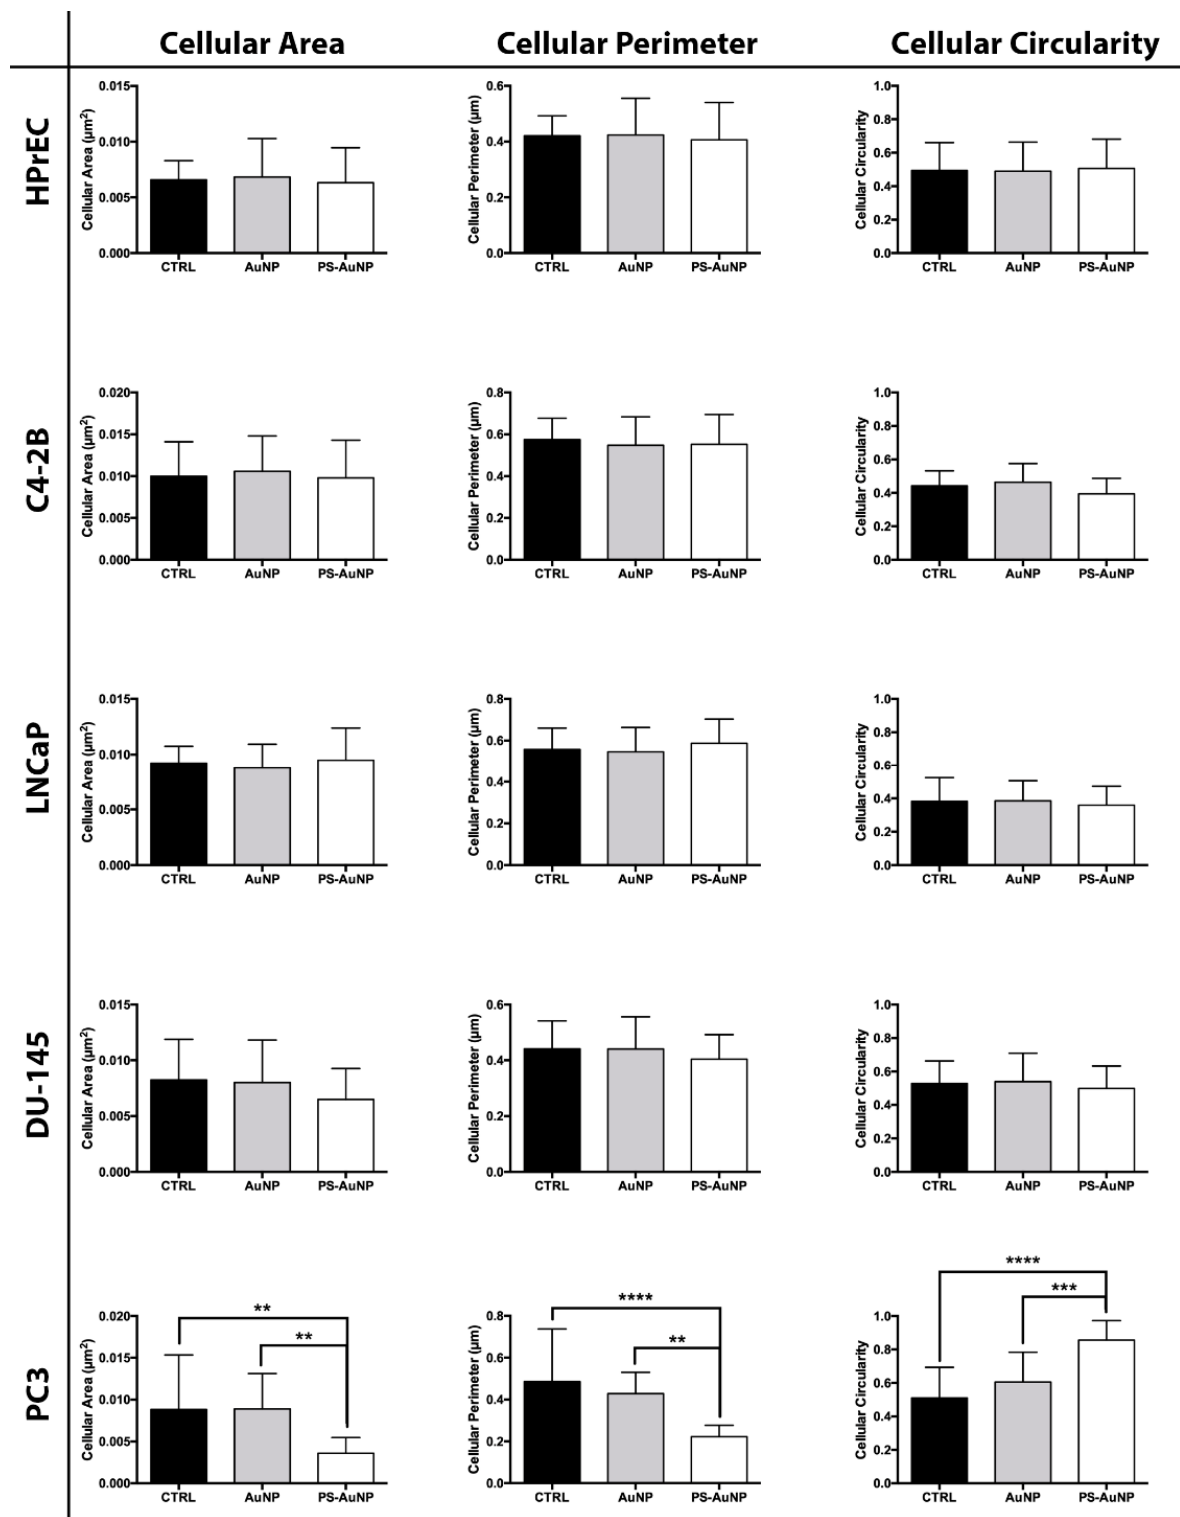 Cellular Area Cellular Perimeter Cellular Circularity
HPrEC
Cellular Area (µm²)
0.015
0.010
0.005
0.000
CTRL AuNP PS-AuNP
Cellular Perimeter (µm)
0.6
0.4
0.2
0.0
CTRL AuNP PS-AuNP
Cellular Circularity
1.0
0.8
0.6
0.4
0.2
0.0
CTRL AuNP PS-AuNP
C4-2B
Cellular Area (µm²)
0.020
0.015
0.010
0.005
0.000
CTRL AuNP PS-AuNP
Cellular Perimeter (µm)
0.8
0.6
0.4
0.2
0.0
CTRL AuNP PS-AuNP
Cellular Circularity
1.0
0.8
0.6
0.4
0.2
0.0
CTRL AuNP PS-AuNP
LNCaP
Cellular Area (µm²)
0.015
0.010
0.005
0.000
CTRL AuNP PS-AuNP
Cellular Perimeter (µm)
0.8
0.6
0.4
0.2
0.0
CTRL AuNP PS-AuNP
Cellular Circularity
1.0
0.8
0.6
0.4
0.2
0.0
CTRL AuNP PS-AuNP
DU-145
Cellular Area (µm²)
0.015
0.010
0.005
0.000
CTRL AuNP PS-AuNP
Cellular Perimeter (µm)
0.6
0.4
0.2
0.0
CTRL AuNP PS-AuNP
Cellular Circularity
1.0
0.8
0.6
0.4
0.2
0.0
CTRL AuNP PS-AuNP
PC3
Cellular Area (µm²)
0.020
0.015
0.010
0.005
0.000
**
**
CTRL AuNP PS-AuNP
Cellular Perimeter (µm)
0.8
0.6
0.4
0.2
0.0
****
**
CTRL AuNP PS-AuNP
Cellular Circularity
1.0
0.8
0.6
0.4
0.2
0.0
****
***
CTRL AuNP PS-AuNP